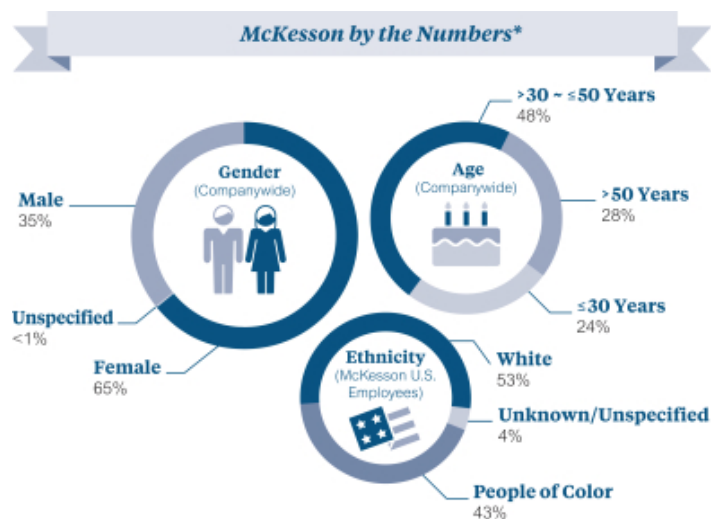 McKesson by the Numbers*
Gender
(Companywide)
Male
35%
Unspecified
<1%
Female
65%
Age
(Companywide)
>30 ~ ≤50 Years
48%
>50 Years
28%
≤30 Years
24%
Ethnicity
(McKesson U.S.
Employees)
White
53%
Unknown/Unspecified
4%
People of Color
43%